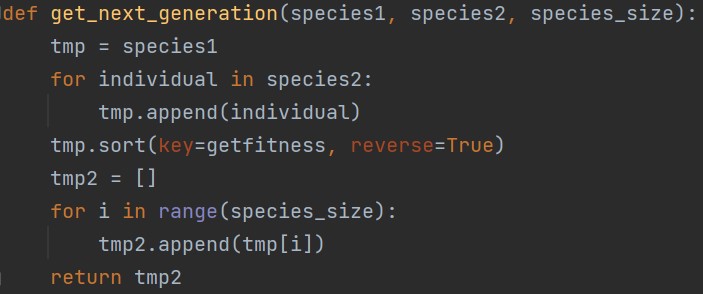 def get_next_generation(species1, species2, species_size):
    tmp = species1
    for individual in species2:
        tmp.append(individual)
    tmp.sort(key=getfitness, reverse=True)
    tmp2 = []
    for i in range(species_size):
        tmp2.append(tmp[i])
    return tmp2